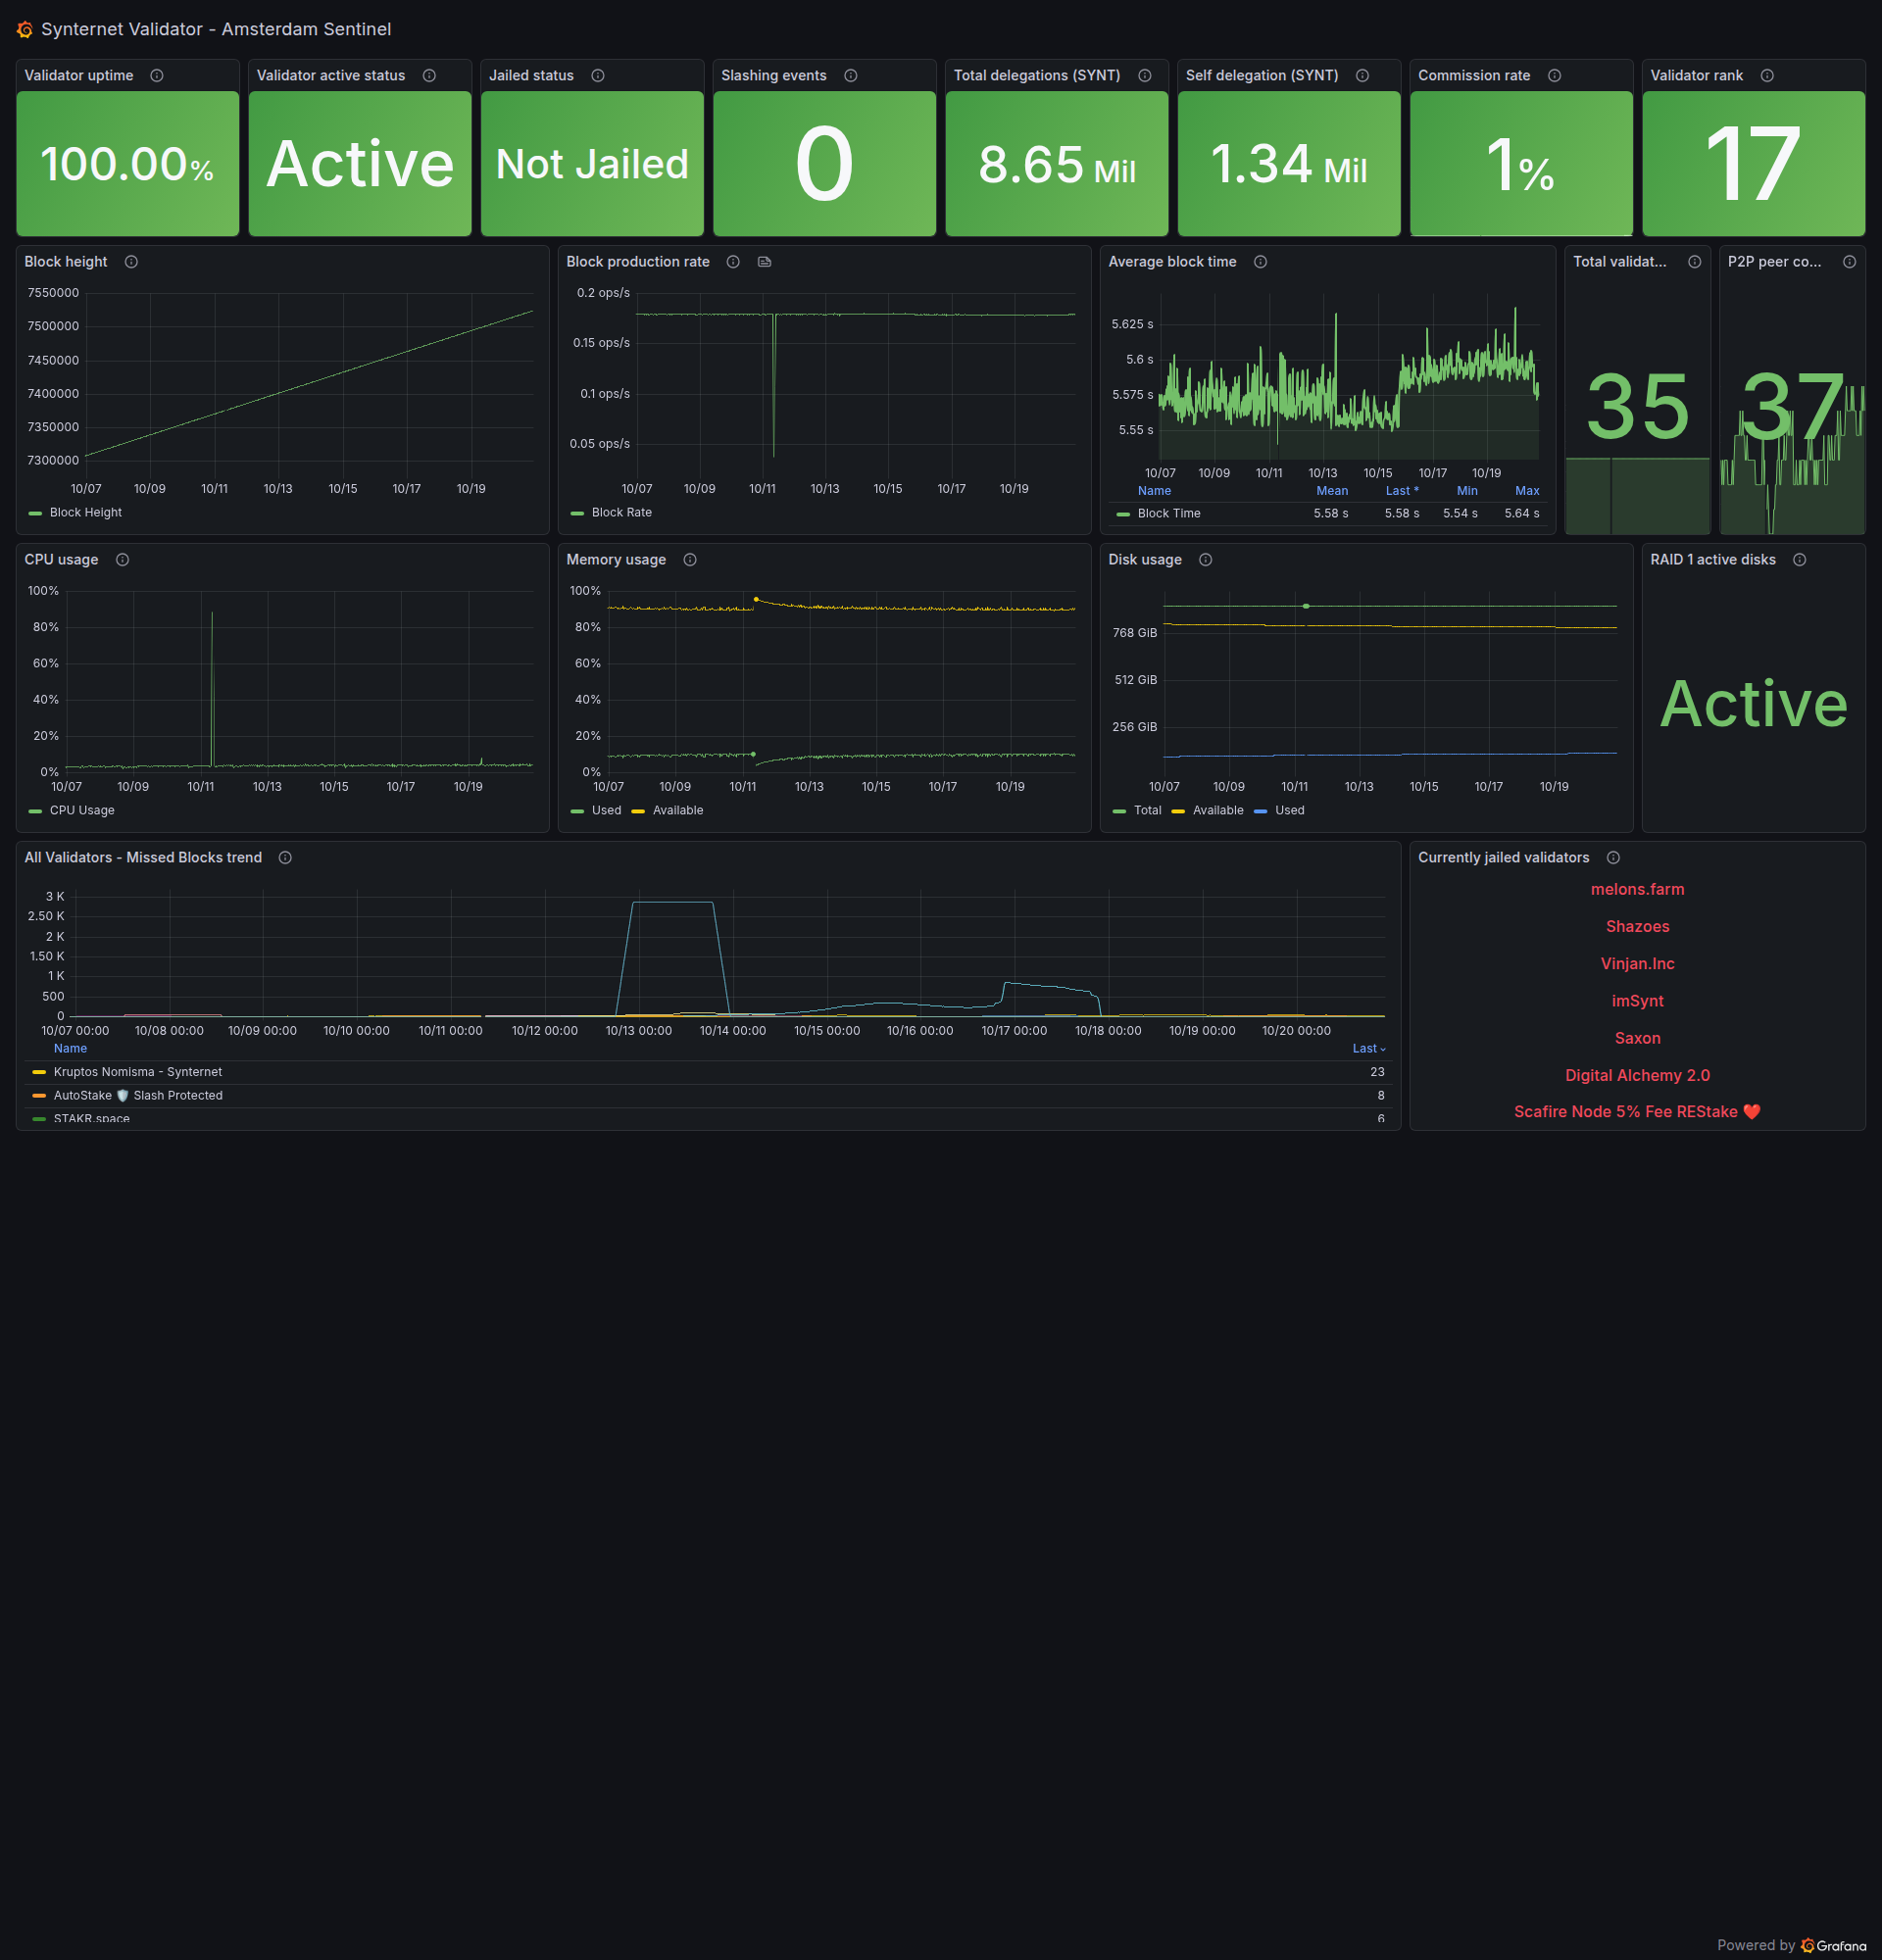 Synternet Validator - Amsterdam Sentinel
Validator uptime
Validator active status
Jailed status
Slashing events
Total delegations (SYNT)
Self delegation (SYNT)
Commission rate
Validator rank
100.00%
Active
Not Jailed
0
8.65 Mil
1.34 Mil
1%
17
Block height
7550000
7500000
7450000
7400000
7350000
7300000
10/07 10/09 10/11 10/13 10/15 10/17 10/19
Block Height
Block production rate
0.2 ops/s
0.15 ops/s
0.1 ops/s
0.05 ops/s
10/07 10/09 10/11 10/13 10/15 10/17 10/19
Block Rate
Average block time
5.625 s
5.6 s
5.575 s
5.55 s
10/07 10/09 10/11 10/13 10/15 10/17 10/19
Name Mean Last * Min Max
Block Time 5.58 s 5.58 s 5.54 s 5.64 s
Total validat...
35
P2P peer co...
37
CPU usage
100%
80%
60%
40%
20%
0%
10/07 10/09 10/11 10/13 10/15 10/17 10/19
CPU Usage
Memory usage
100%
80%
60%
40%
20%
0%
10/07 10/09 10/11 10/13 10/15 10/17 10/19
Used Available
Disk usage
768 GiB
512 GiB
256 GiB
10/07 10/09 10/11 10/13 10/15 10/17 10/19
Total Available Used
RAID 1 active disks
Active
All Validators - Missed Blocks trend
3 K
2.50 K
2 K
1.50 K
1 K
500
0
10/07 00:00 10/08 00:00 10/09 00:00 10/10 00:00 10/11 00:00 10/12 00:00 10/13 00:00 10/14 00:00 10/15 00:00 10/16 00:00 10/17 00:00 10/18 00:00 10/19 00:00 10/20 00:00
Name Last
Kruptos Nomisma - Synternet 23
AutoStake 🛡️ Slash Protected 8
STAKR.space 6
Currently jailed validators
melons.farm
Shazoes
Vinjan.Inc
imSynt
Saxon
Digital Alchemy 2.0
Scafire Node 5% Fee REStake ❤️
Powered by Grafana